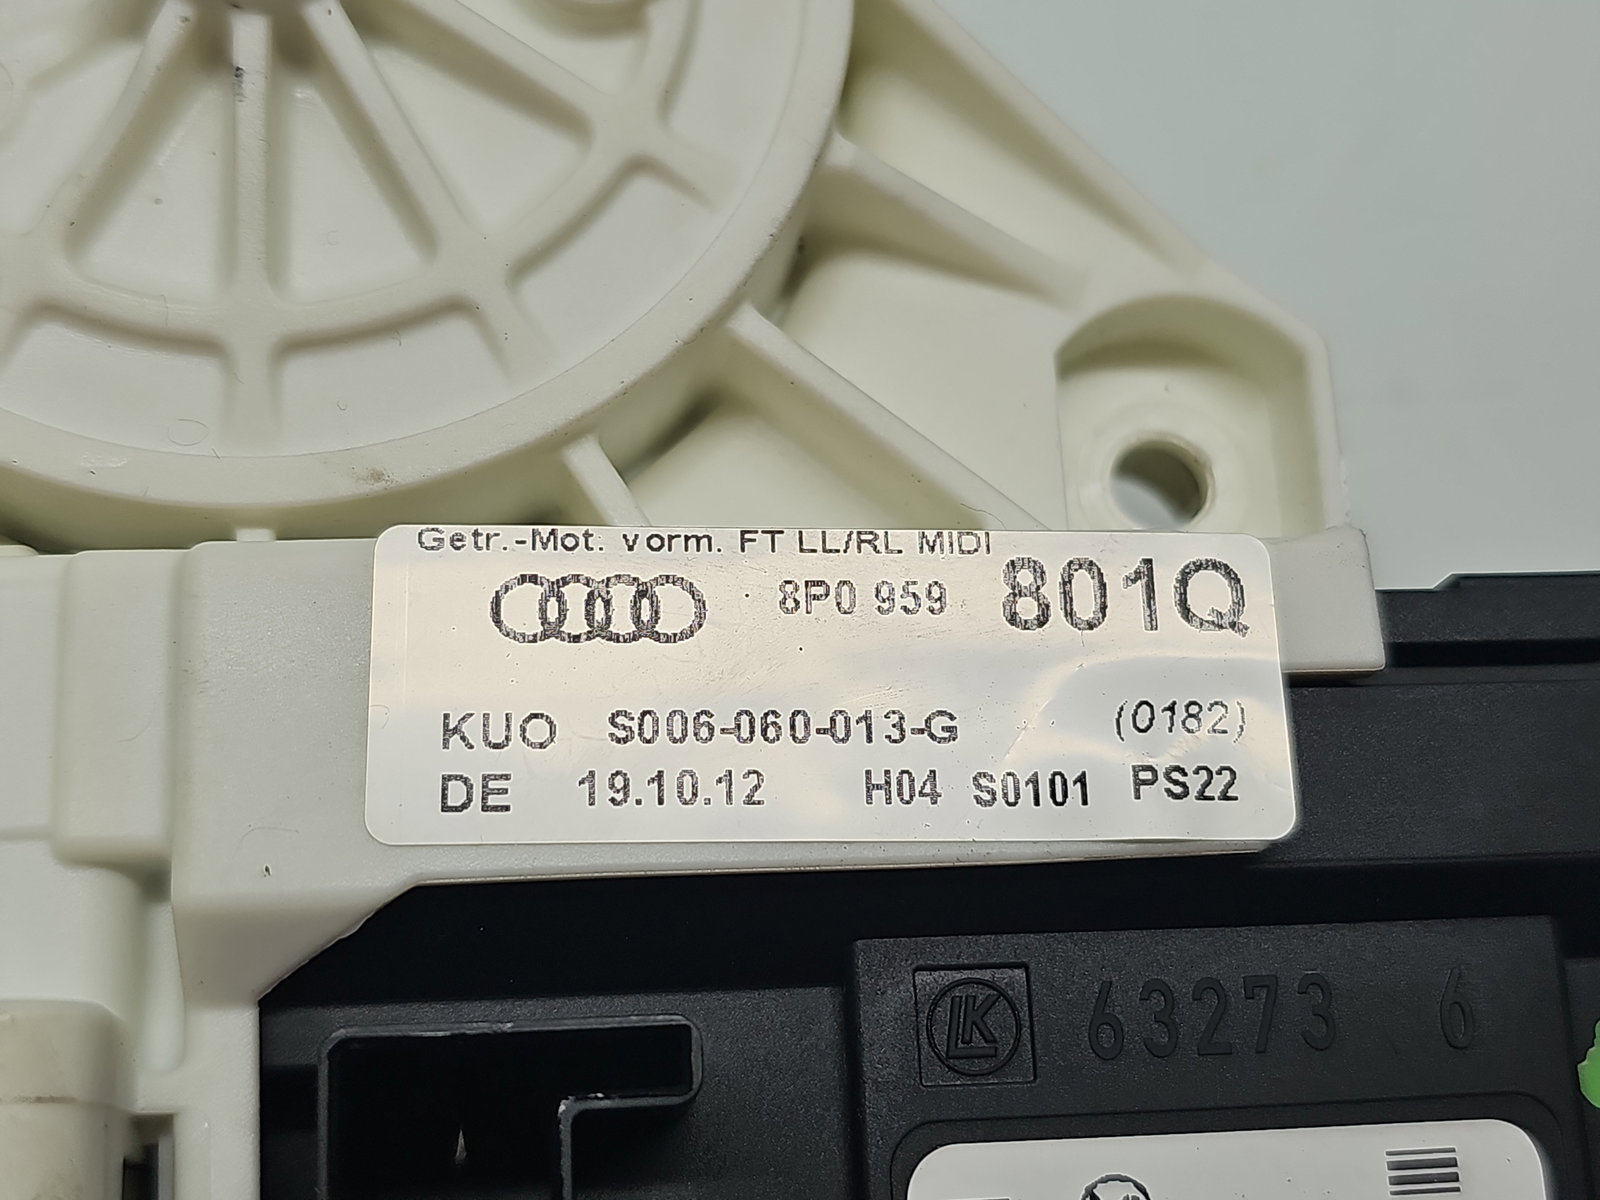 Getr.-Mot. vorm. FT LL/RL MIDI
8P0 959 801Q
KUO S006-060-013-G (0182)
DE 19.10.12 H04 S0101 PS22
LK 63273 6